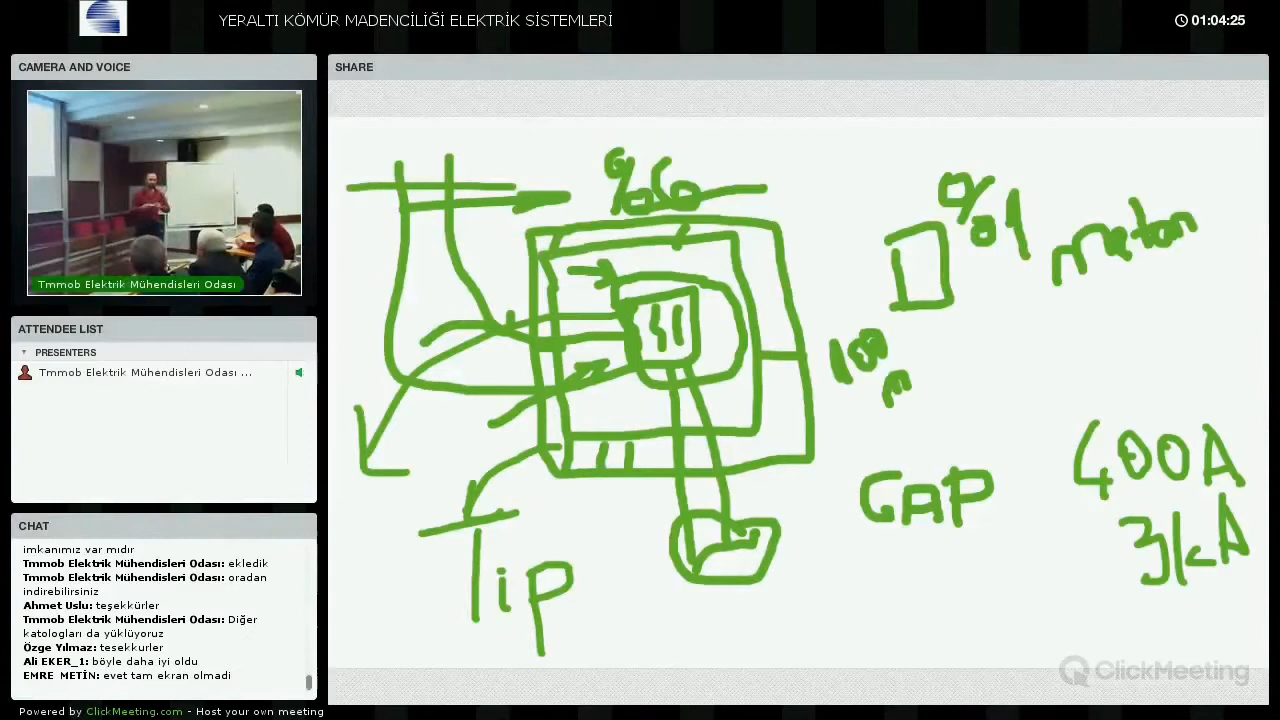 YERALTI KÖMÜR MADENCİLİĞİ ELEKTRİK SİSTEMLERİ
01:04:25
CAMERA AND VOICE
Tmmob Elektrik Mühendisleri Odası
ATTENDEE LIST
PRESENTERS
Tmmob Elektrik Mühendisleri Odası ...
CHAT
imkanımız var mıdır
Tmmob Elektrik Mühendisleri Odası: ekledik
Tmmob Elektrik Mühendisleri Odası: oradan
indirebilirsiniz
Ahmet Uslu: teşekkürler
Tmmob Elektrik Mühendisleri Odası: Diğer
katologları da yüklüyoruz
Özge Yılmaz: tesekkurler
Ali EKER_1: böyle daha iyi oldu
EMRE METİN: evet tam ekran olmadi
Powered by ClickMeeting.com - Host your own meeting
SHARE
%60
%1
metan
100
m
GAP
400A
3kA
Tip
ClickMeeting